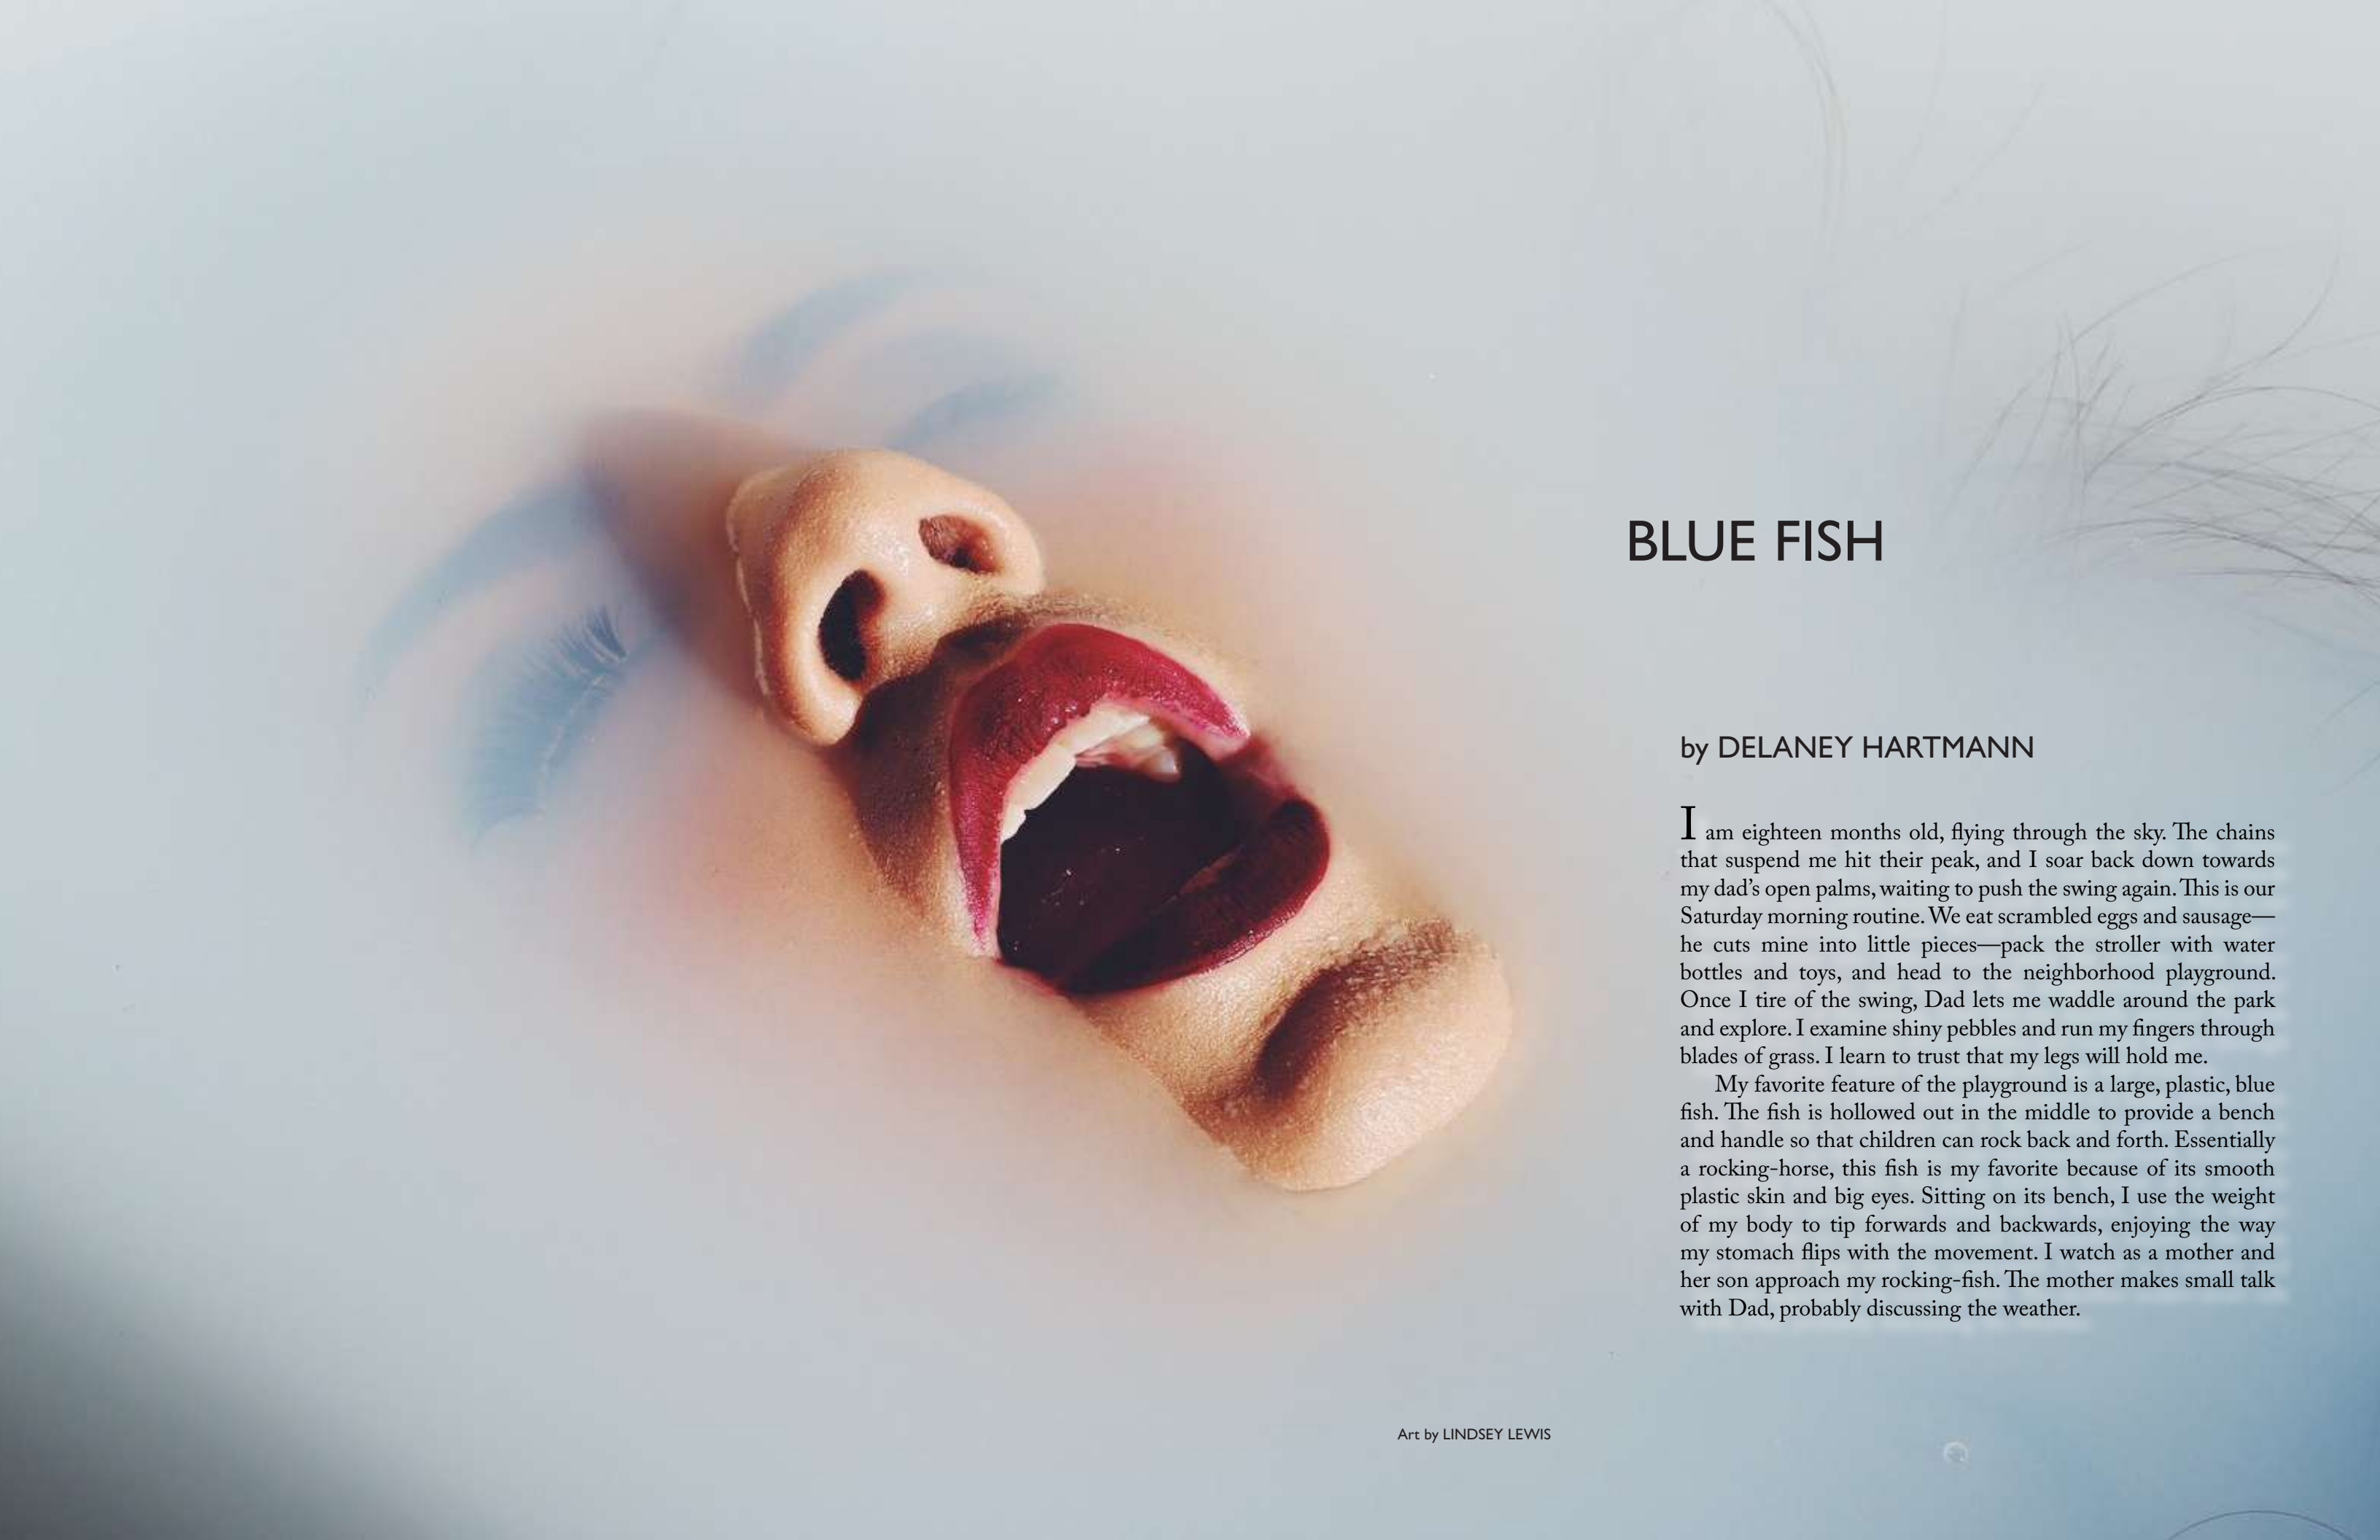 BLUE FISH
by DELANEY HARTMANN
I am eighteen months old, flying through the sky. The chains
that suspend me hit their peak, and I soar back down towards
my dad’s open palms, waiting to push the swing again. This is our
Saturday morning routine. We eat scrambled eggs and sausage—
he cuts mine into little pieces—pack the stroller with water
bottles and toys, and head to the neighborhood playground.
Once I tire of the swing, Dad lets me waddle around the park
and explore. I examine shiny pebbles and run my fingers through
blades of grass. I learn to trust that my legs will hold me.
My favorite feature of the playground is a large, plastic, blue
fish. The fish is hollowed out in the middle to provide a bench
and handle so that children can rock back and forth. Essentially
a rocking-horse, this fish is my favorite because of its smooth
plastic skin and big eyes. Sitting on its bench, I use the weight
of my body to tip forwards and backwards, enjoying the way
my stomach flips with the movement. I watch as a mother and
her son approach my rocking-fish. The mother makes small talk
with Dad, probably discussing the weather.
Art by LINDSEY LEWIS